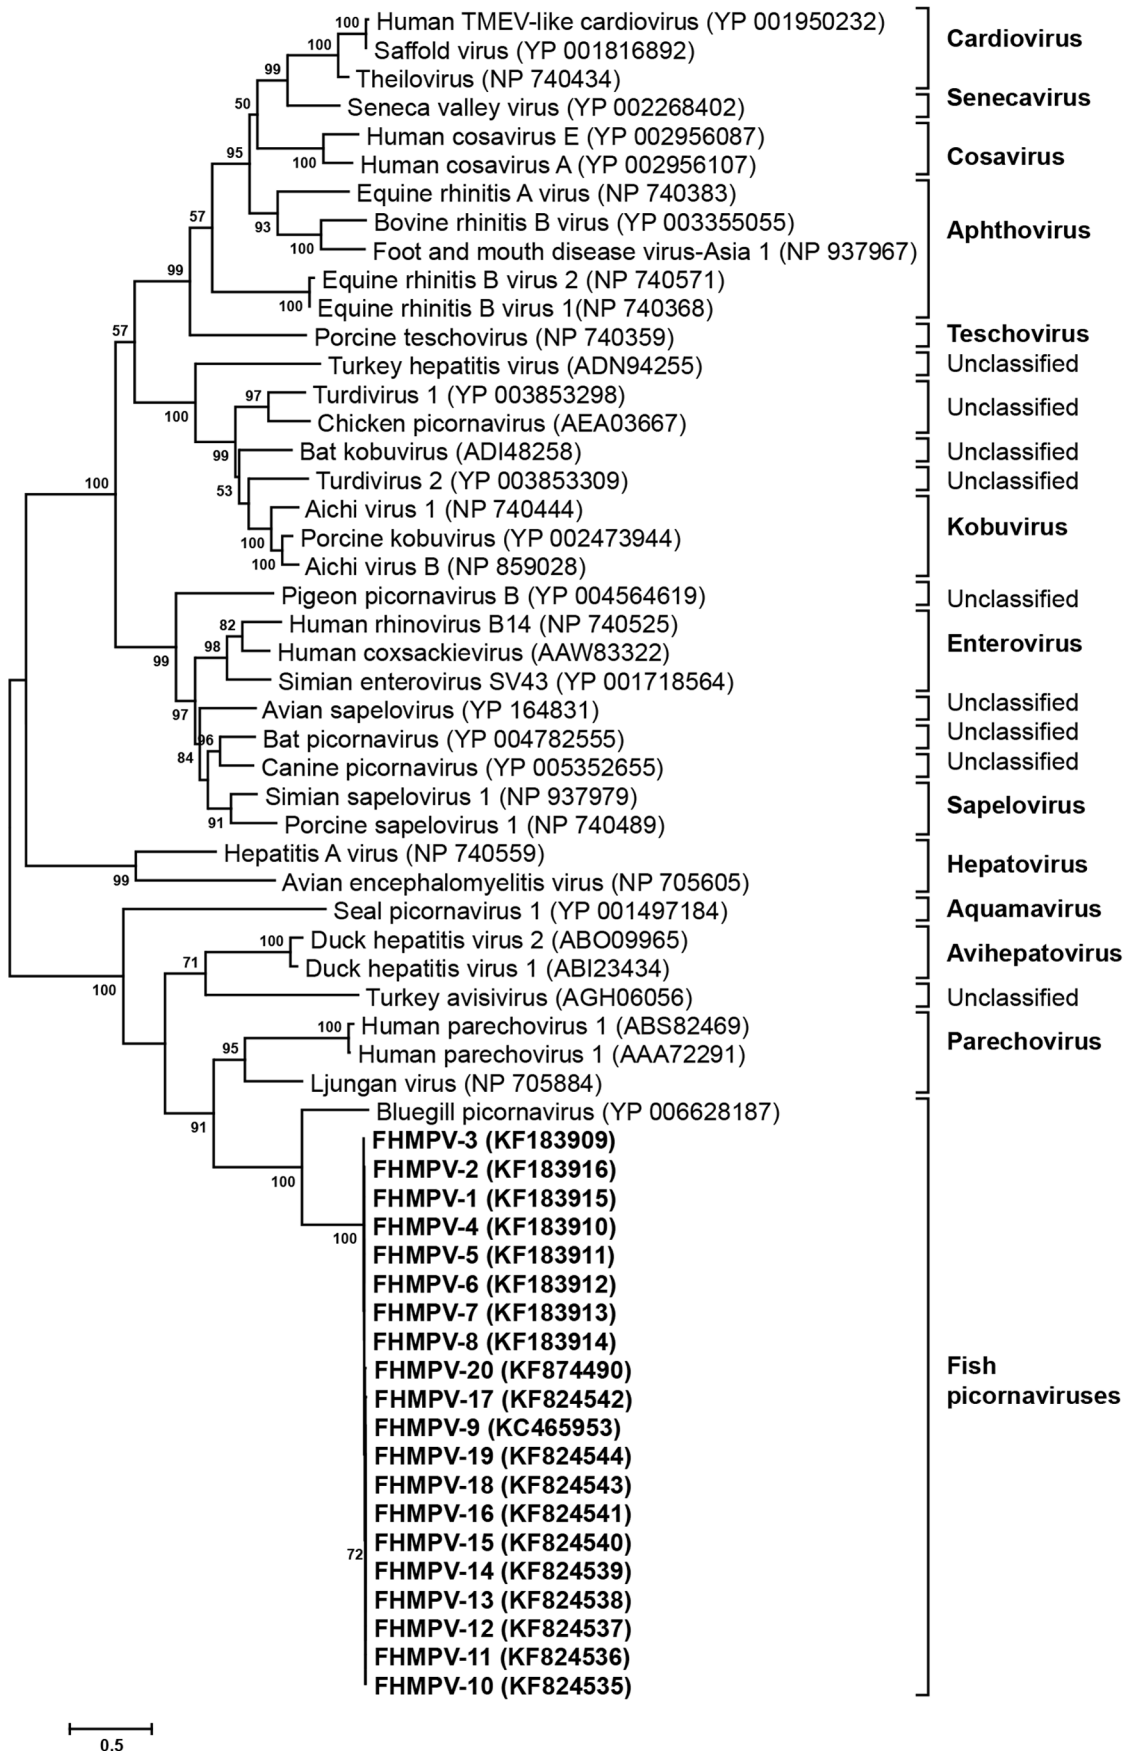 100 Human TMEV-like cardiovirus (YP 001950232)
100 Saffold virus (YP 001816892)
Cardiovirus
99 Theilovirus (NP 740434)
50 Seneca valley virus (YP 002268402)
Senecavirus
Human cosavirus E (YP 002956087)
95 100 Human cosavirus A (YP 002956107)
Cosavirus
Equine rhinitis A virus (NP 740383)
57 93 Bovine rhinitis B virus (YP 003355055)
Aphthovirus
100 Foot and mouth disease virus-Asia 1 (NP 937967)
99 Equine rhinitis B virus 2 (NP 740571)
100 Equine rhinitis B virus 1(NP 740368)
57 Porcine teschovirus (NP 740359)
Teschovirus
Turkey hepatitis virus (ADN94255)
Unclassified
97 Turdivirus 1 (YP 003853298)
Unclassified
100 Chicken picornavirus (AEA03667)
99 Bat kobuvirus (ADI48258)
Unclassified
100 53 Turdivirus 2 (YP 003853309)
Unclassified
Aichi virus 1 (NP 740444)
Kobuvirus
100 Porcine kobuvirus (YP 002473944)
100 Aichi virus B (NP 859028)
Pigeon picornavirus B (YP 004564619)
Unclassified
82 Human rhinovirus B14 (NP 740525)
98 Human coxsackievirus (AAW83322)
Enterovirus
99 Simian enterovirus SV43 (YP 001718564)
97 Avian sapelovirus (YP 164831)
Unclassified
96 Bat picornavirus (YP 004782555)
Unclassified
84 Canine picornavirus (YP 005352655)
Unclassified
Simian sapelovirus 1 (NP 937979)
Sapelovirus
91 Porcine sapelovirus 1 (NP 740489)
Hepatitis A virus (NP 740559)
Hepatovirus
99 Avian encephalomyelitis virus (NP 705605)
Seal picornavirus 1 (YP 001497184)
Aquamavirus
100 Duck hepatitis virus 2 (ABO09965)
Avihepatovirus
71 Duck hepatitis virus 1 (ABI23434)
100 Turkey avisivirus (AGH06056)
Unclassified
100 Human parechovirus 1 (ABS82469)
Parechovirus
95 Human parechovirus 1 (AAA72291)
Ljungan virus (NP 705884)
91 Bluegill picornavirus (YP 006628187)
FHMPV-3 (KF183909)
100 FHMPV-2 (KF183916)
FHMPV-1 (KF183915)
100 FHMPV-4 (KF183910)
FHMPV-5 (KF183911)
FHMPV-6 (KF183912)
FHMPV-7 (KF183913)
FHMPV-8 (KF183914)
FHMPV-20 (KF874490)
Fish
picornaviruses
FHMPV-17 (KF824542)
FHMPV-9 (KC465953)
FHMPV-19 (KF824544)
FHMPV-18 (KF824543)
FHMPV-16 (KF824541)
72 FHMPV-15 (KF824540)
FHMPV-14 (KF824539)
FHMPV-13 (KF824538)
FHMPV-12 (KF824537)
FHMPV-11 (KF824536)
FHMPV-10 (KF824535)
0.5